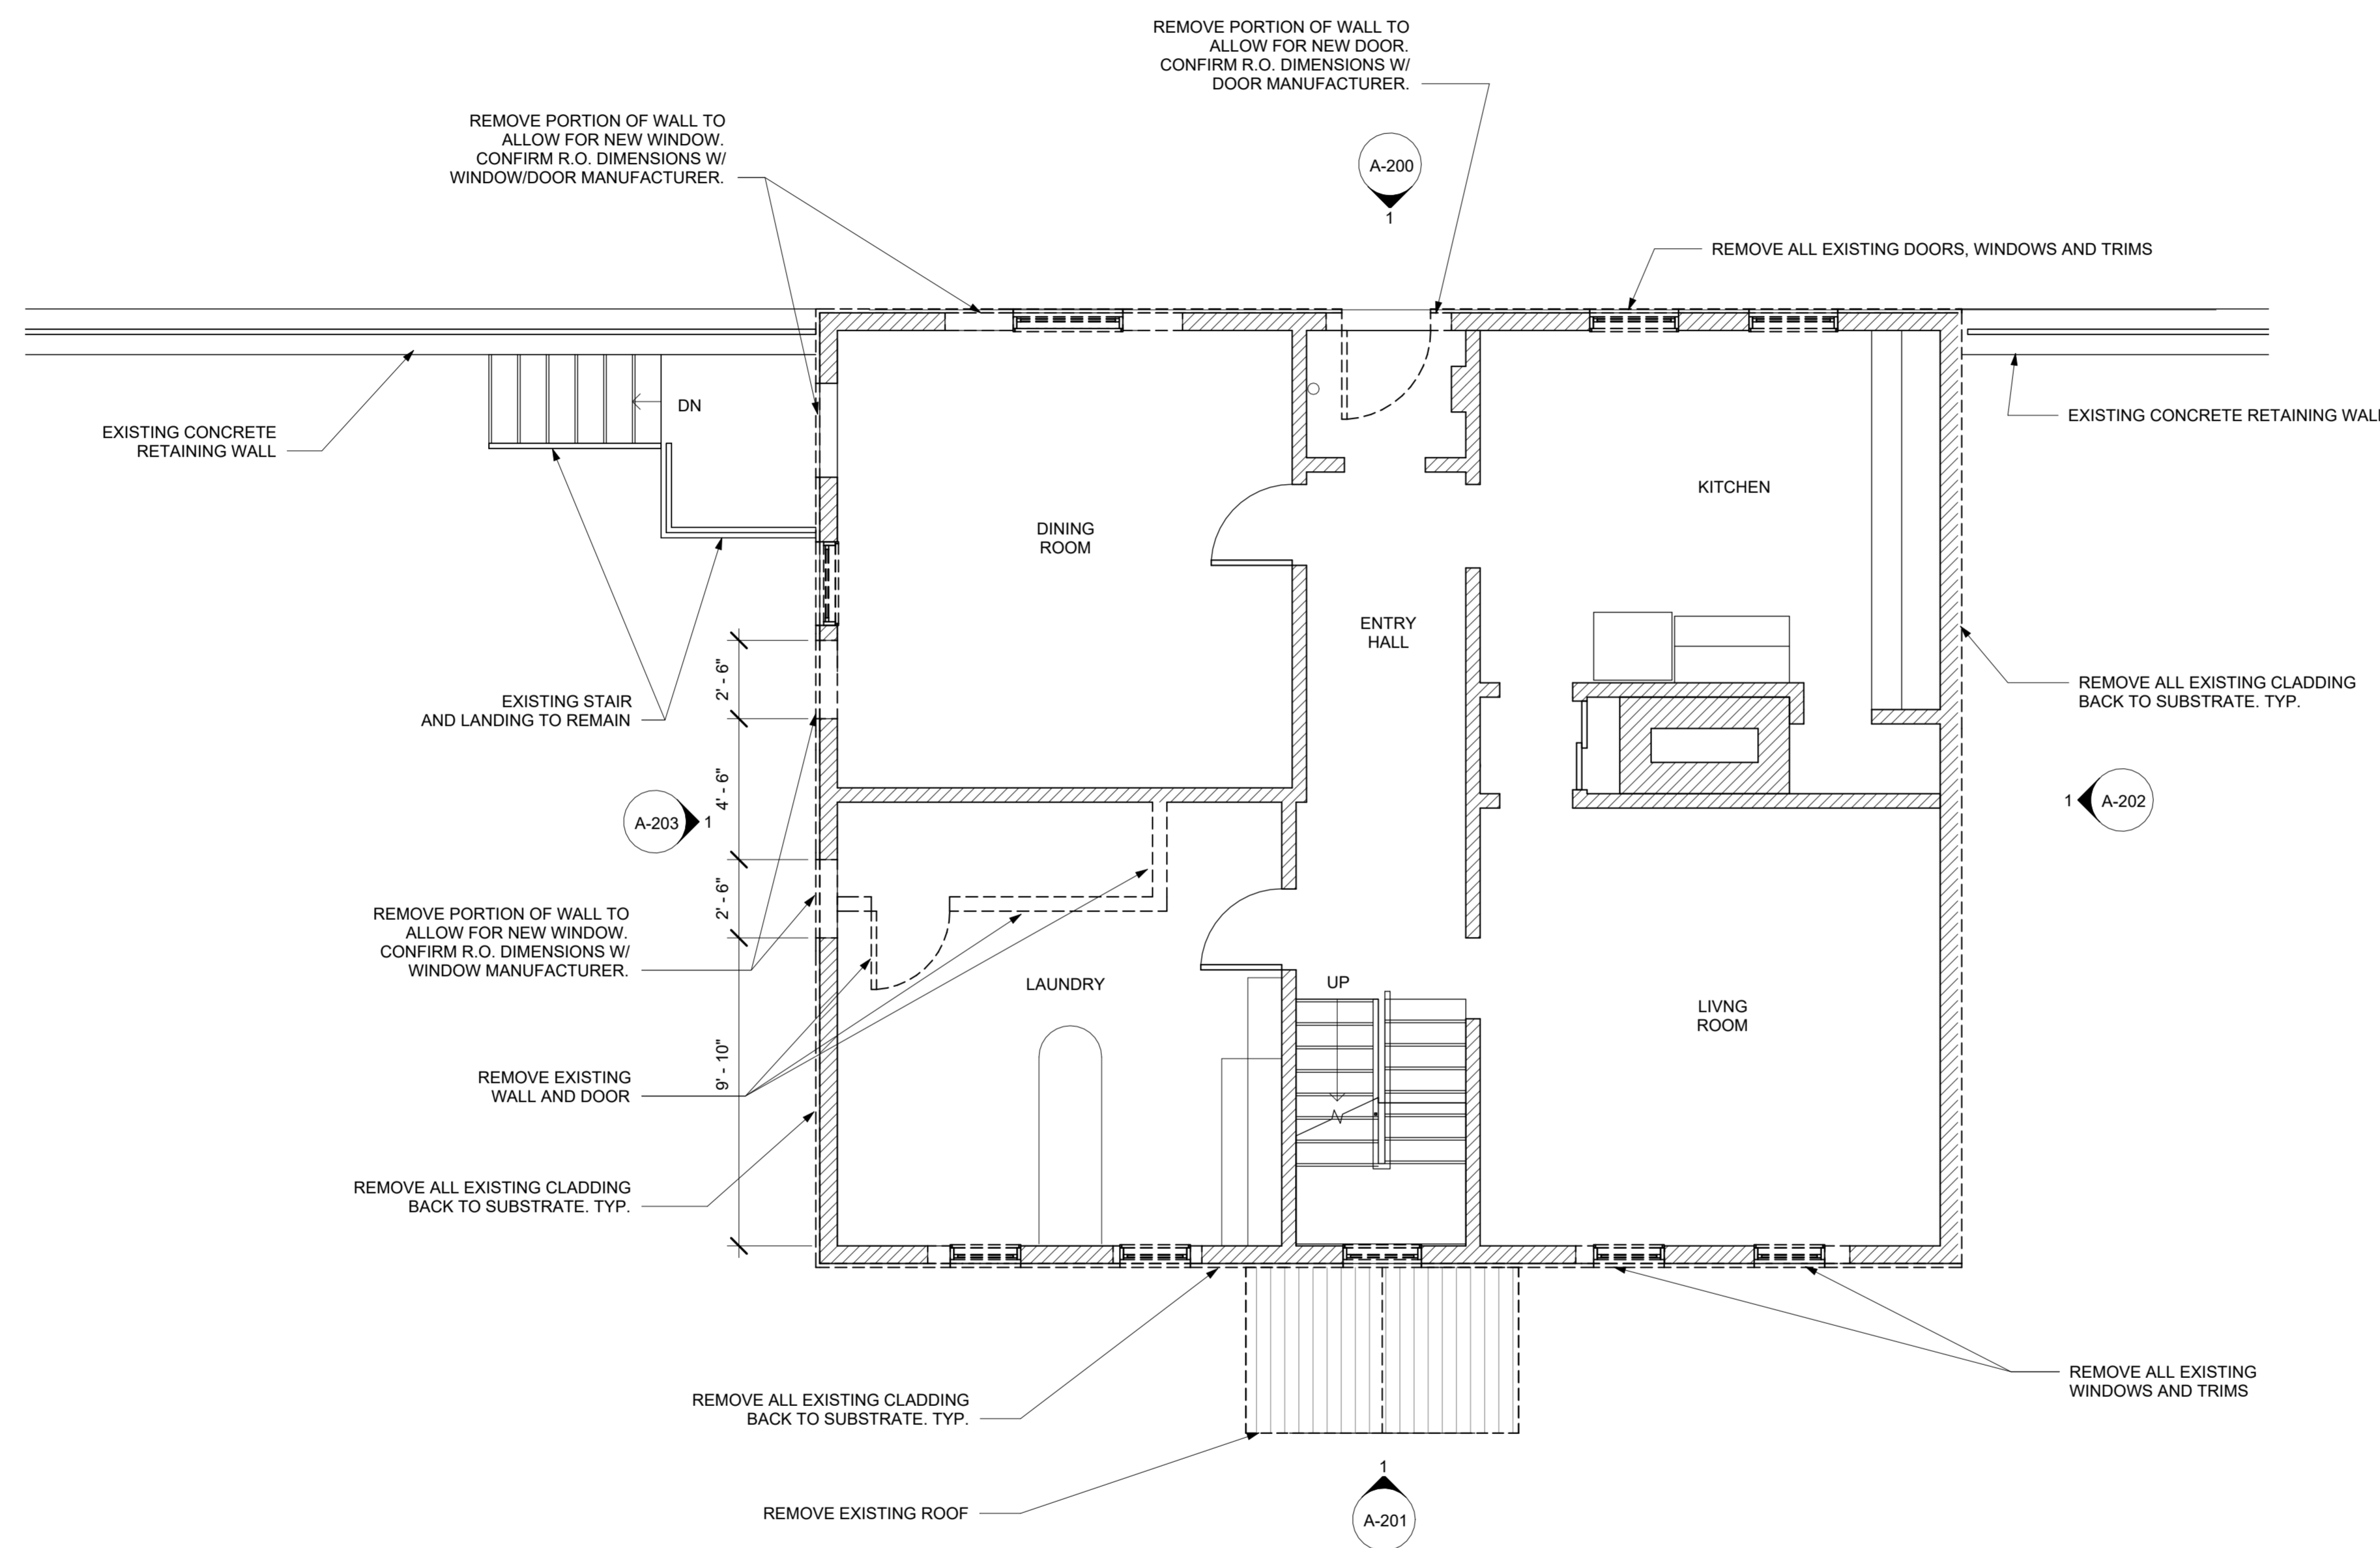 REMOVE PORTION OF WALL TO
ALLOW FOR NEW DOOR.
CONFIRM R.O. DIMENSIONS W/
DOOR MANUFACTURER.
REMOVE PORTION OF WALL TO
ALLOW FOR NEW WINDOW.
CONFIRM R.O. DIMENSIONS W/
WINDOW/DOOR MANUFACTURER.
A-200
1
REMOVE ALL EXISTING DOORS, WINDOWS AND TRIMS
DN
EXISTING CONCRETE
RETAINING WALL
EXISTING CONCRETE RETAINING WALL
KITCHEN
DINING
ROOM
ENTRY
HALL
2' - 6"
EXISTING STAIR
AND LANDING TO REMAIN
REMOVE ALL EXISTING CLADDING
BACK TO SUBSTRATE. TYP.
4' - 6"
A-203
1
1
A-202
2' - 6"
REMOVE PORTION OF WALL TO
ALLOW FOR NEW WINDOW.
CONFIRM R.O. DIMENSIONS W/
WINDOW MANUFACTURER.
LAUNDRY
UP
LIVNG
ROOM
9' - 10"
REMOVE EXISTING
WALL AND DOOR
REMOVE ALL EXISTING CLADDING
BACK TO SUBSTRATE. TYP.
REMOVE ALL EXISTING
WINDOWS AND TRIMS
REMOVE ALL EXISTING CLADDING
BACK TO SUBSTRATE. TYP.
1
A-201
REMOVE EXISTING ROOF